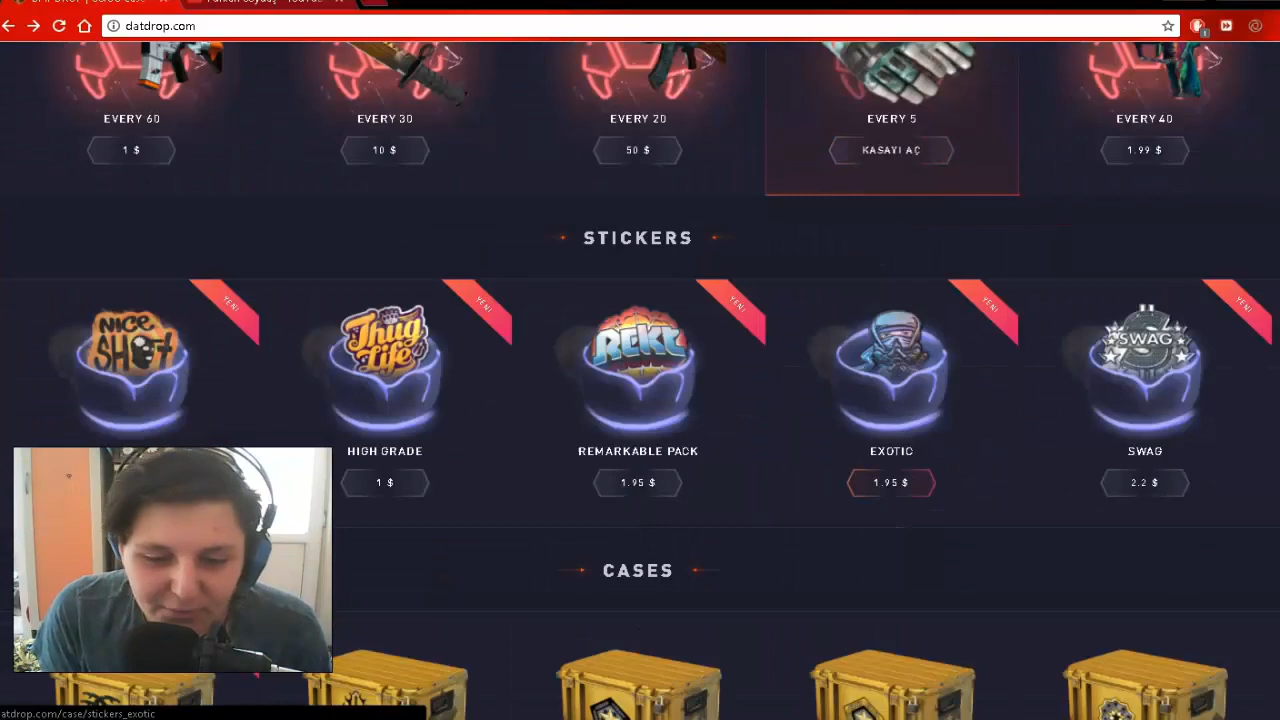 datdrop.com
EVERY 60
EVERY 30
EVERY 20
EVERY 5
EVERY 40
1 $
10 $
50 $
KASAYI AÇ
1.99 $
STICKERS
YENI
YENI
YENI
YENI
YENI
NICE SHOT
Thug Life
REKT
SWAG
HIGH GRADE
REMARKABLE PACK
EXOTIC
SWAG
1 $
1.95 $
1.95 $
2.2 $
CASES
atdrop.com/case/stickers_exotic